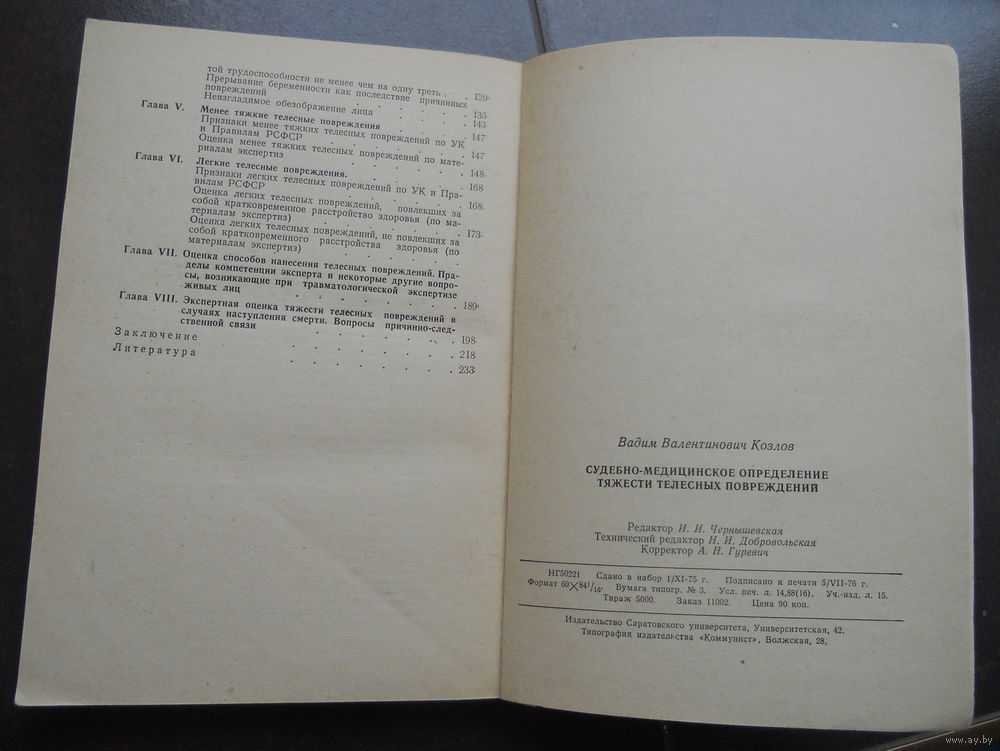 той трудоспособности не менее чем на одну треть . . 129
Прерывание беременности как последствие причинных
повреждений . . . . . . 135
Неизгладимое обезображение лица . . . . 143
Глава V. Менее тяжкие телесные повреждения . . . . 147
Признаки менее тяжких телесных повреждений по УК
и Правилам РСФСР . . . . . . 147
Оценка менее тяжких телесных повреждений по мате-
риалам экспертиз . . . . . . 148
Глава VI. Легкие телесные повреждения. . . . . . 168
Признаки легких телесных повреждений по УК и Пра-
вилам РСФСР . . . . . . 168
Оценка легких телесных повреждений, повлекших за
собой кратковременное расстройство здоровья (по ма-
териалам экспертиз) . . . . . . 173
Оценка легких телесных повреждений, не повлекших за
собой кратковременного расстройства здоровья (по
материалам экспертиз) . . . . . .
Глава VII. Оценка способов нанесения телесных повреждений. Пра-
делы компетенции эксперта и некоторые другие вопро-
сы, возникающие при травматологической экспертизе
живых лиц . . . . . . . 189
Глава VIII. Экспертная оценка тяжести телесных повреждений в
случаях наступления смерти. Вопросы причинно-след-
ственной связи . . . . . . 198
Заключение . . . . . . . 218
Литература . . . . . . . 233
Вадим Валентинович Козлов
СУДЕБНО-МЕДИЦИНСКОЕ ОПРЕДЕЛЕНИЕ
ТЯЖЕСТИ ТЕЛЕСНЫХ ПОВРЕЖДЕНИЙ
Редактор И. И. Чернышевская
Технический редактор Н. И. Добровольская
Корректор А. Н. Гуревич
НГ50221 Сдано в набор 1/XI-75 г. Подписано к печати 5/VII-76 г.
Формат 60×84 1/16. Бумага типогр. № 3. Усл. печ. л. 14,88(16). Уч.-изд. л. 15.
Тираж 5000. Заказ 11002. Цена 90 коп.
Издательство Саратовского университета, Университетская, 42.
Типография издательства «Коммунист», Волжская, 28.
www.ay.by